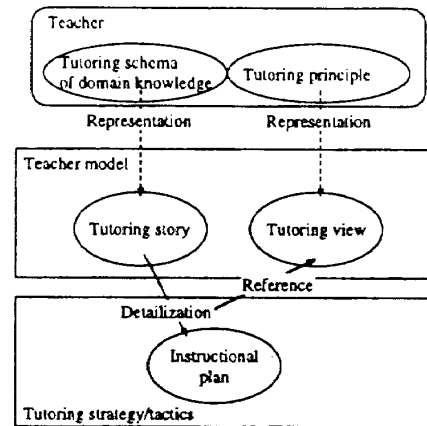 Teacher
Tutoring schema
of domain knowledge
Tutoring principle
Representation
Representation
Teacher model
Tutoring story
Tutoring view
Reference
Detailization
Instructional
plan
Tutoring strategy/tactics